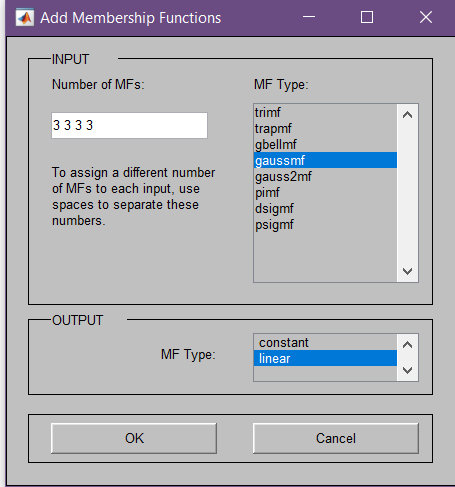 Add Membership Functions
INPUT
Number of MFs:
3 3 3 3
To assign a different number
of MFs to each input, use
spaces to separate these
numbers.
MF Type:
trimf
trapmf
gbellmf
gaussmf
gauss2mf
pimf
dsigmf
psigmf
OUTPUT
MF Type:
constant
linear
OK
Cancel